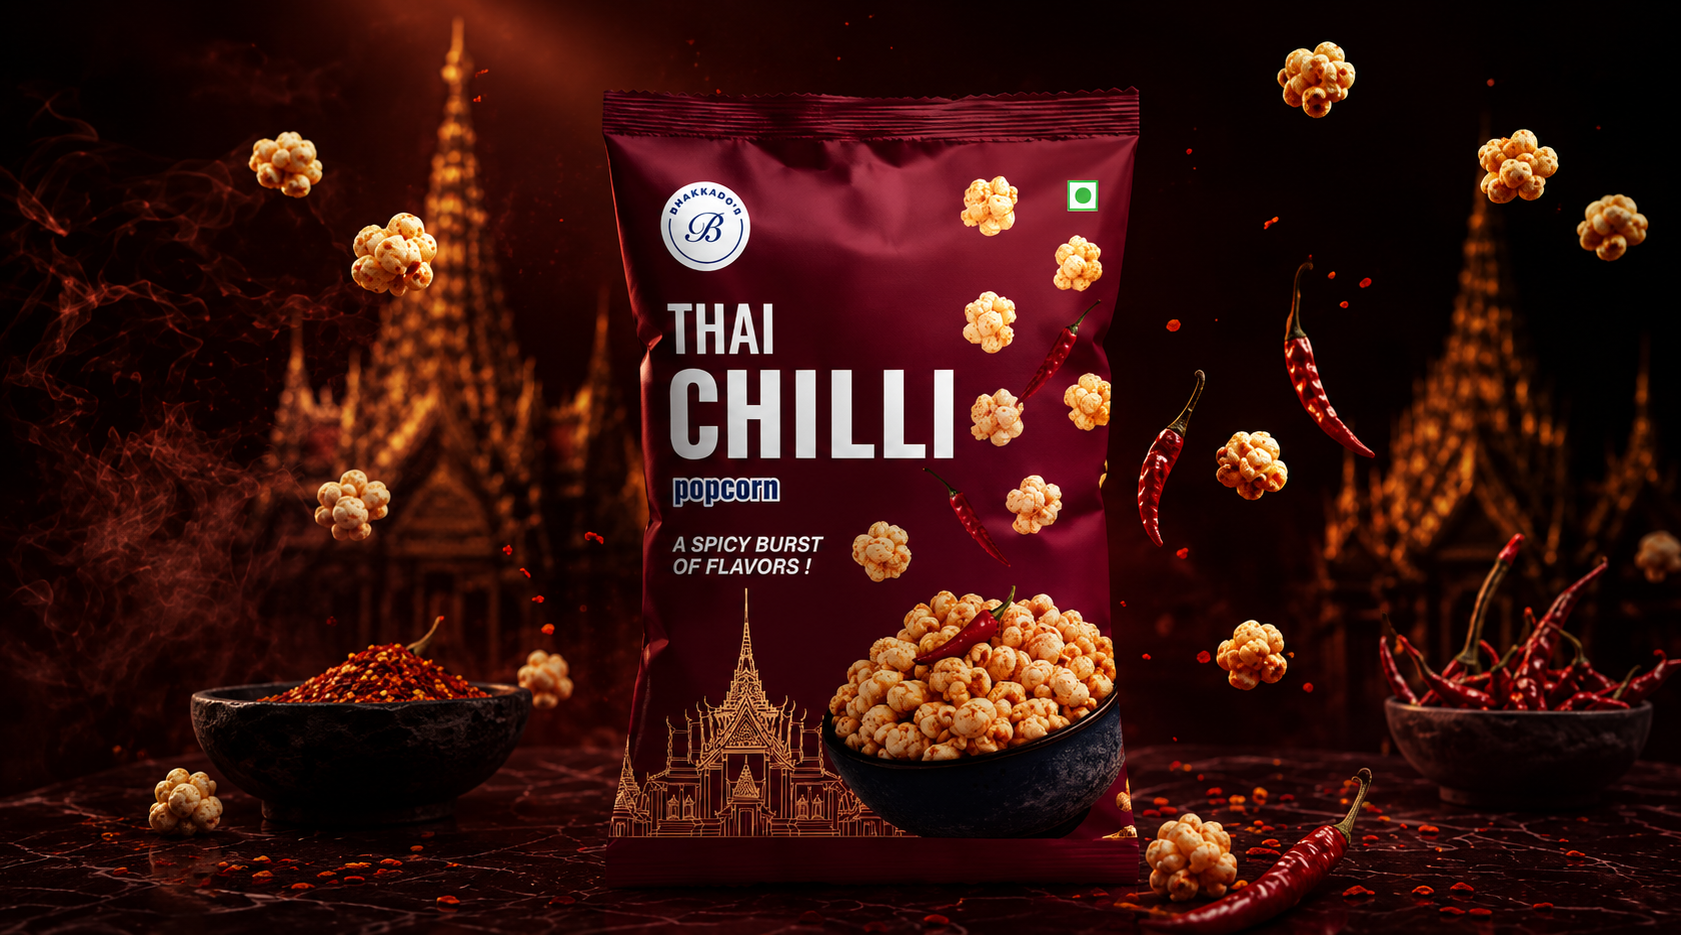 BHAKKADO'B
B
THAI
CHILLI
popcorn
A SPICY BURST
OF FLAVORS !